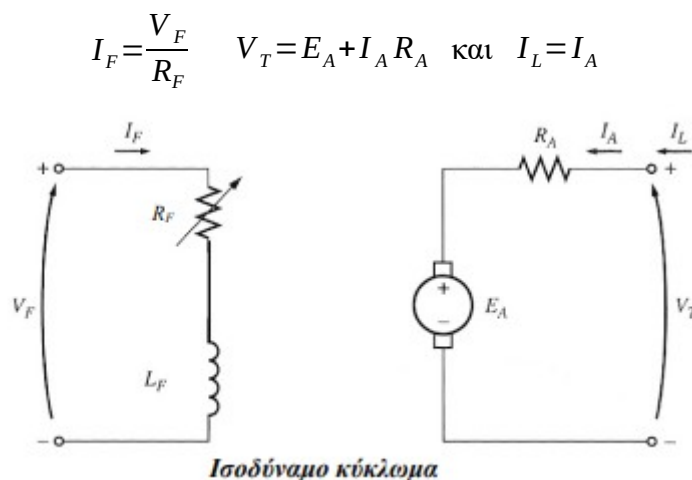 I_F = V_F / R_F   V_T = E_A + I_A R_A και I_L = I_A
I_F
R_A
I_A
I_L
+
+
R_F
V_F
+
−
E_A
V_T
L_F
−
−
Ισοδύναμο κύκλωμα